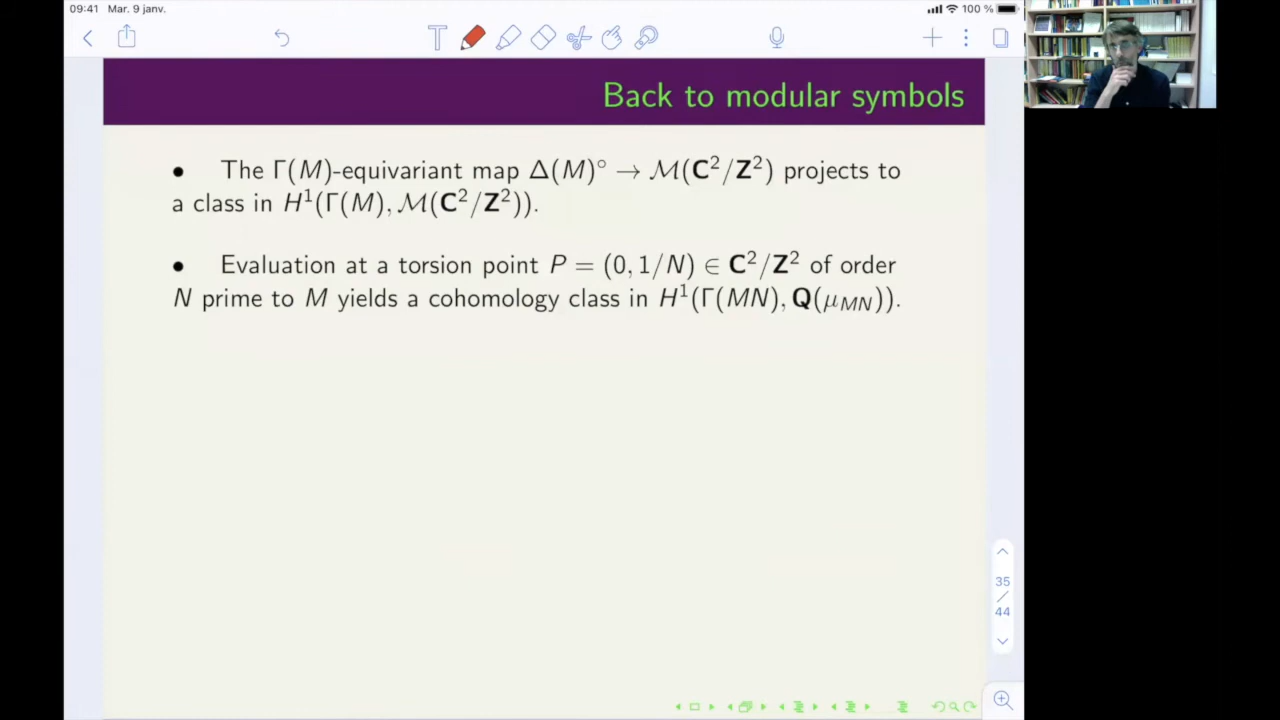 09:41 Mar. 9 janv.
100 %
Back to modular symbols
• The Γ(M)-equivariant map Δ(M)° → ℳ(C²/Z²) projects to
a class in H¹(Γ(M), ℳ(C²/Z²)).
• Evaluation at a torsion point P = (0, 1/N) ∈ C²/Z² of order
N prime to M yields a cohomology class in H¹(Γ(MN), Q(μ_MN)).
35
/
44